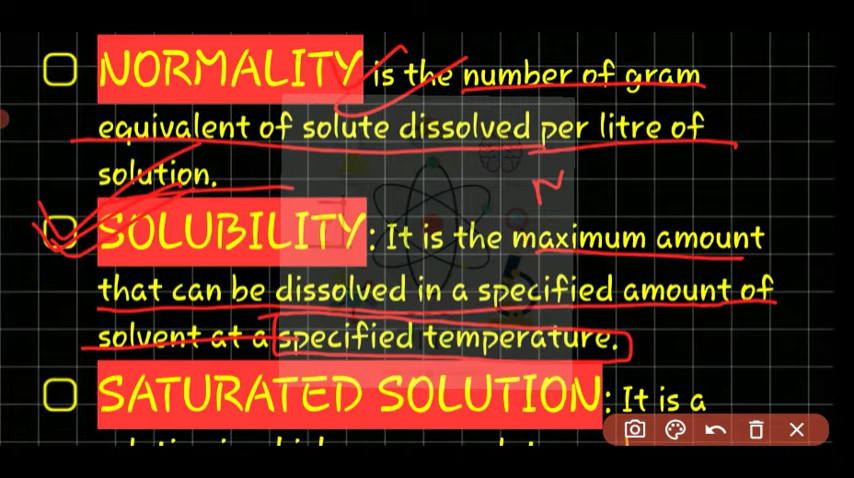 NORMALITY is the number of gram
equivalent of solute dissolved per litre of
solution.
N
SOLUBILITY: It is the maximum amount
that can be dissolved in a specified amount of
solvent at a specified temperature.
SATURATED SOLUTION: It is a